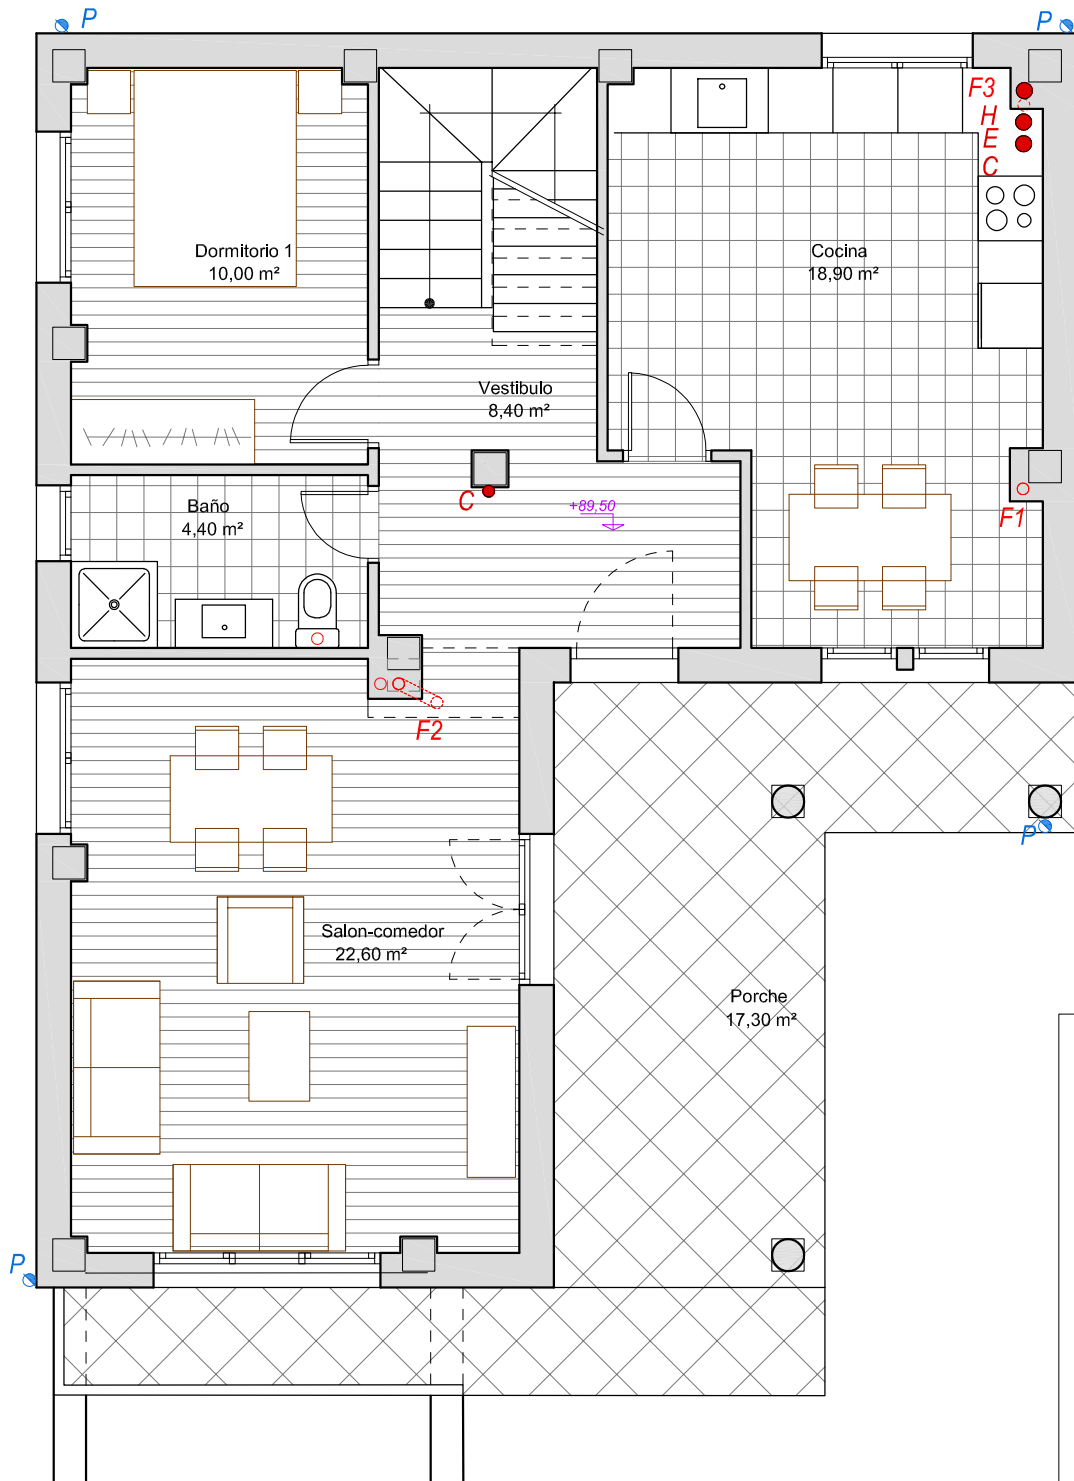 P
P
F3
H
E
C
Dormitorio 1
10,00 m²
Cocina
18,90 m²
Vestibulo
8,40 m²
Baño
4,40 m²
C
+89,50
F1
F2
P
Salon-comedor
22,60 m²
Porche
17,30 m²
P